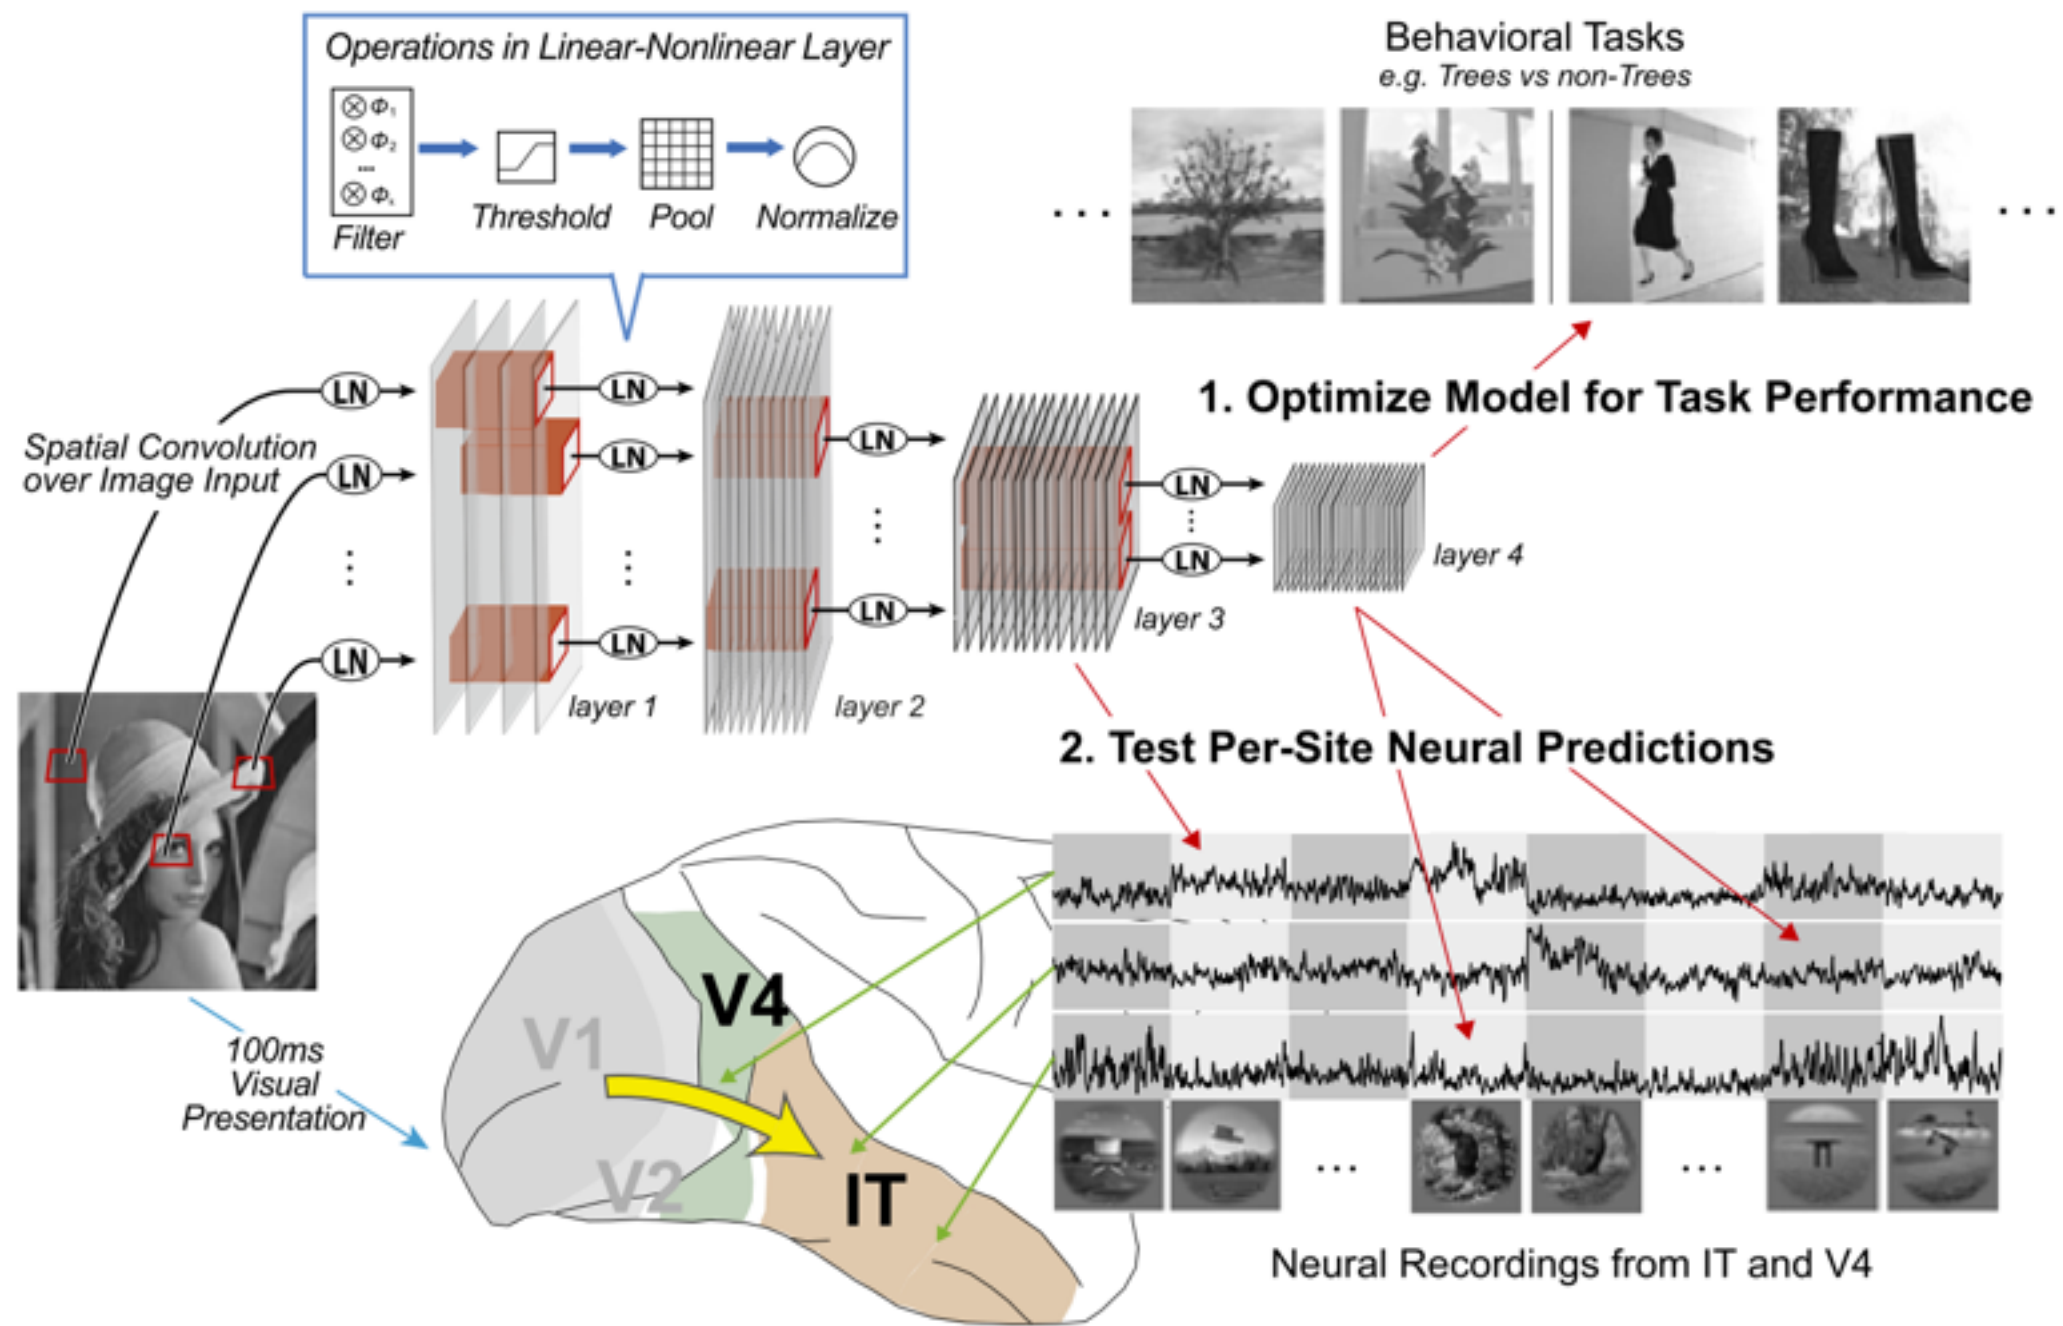 Operations in Linear-Nonlinear Layer
⊗ Φ1
⊗ Φ2
...
⊗ Φk
Filter
Threshold
Pool
Normalize
Behavioral Tasks
e.g. Trees vs non-Trees
...
...
LN
LN
LN
LN
LN
LN
LN
LN
LN
LN
Spatial Convolution
over Image Input
1. Optimize Model for Task Performance
layer 1
layer 2
layer 3
layer 4
2. Test Per-Site Neural Predictions
100ms
Visual
Presentation
V1
V2
V4
IT
...
...
Neural Recordings from IT and V4